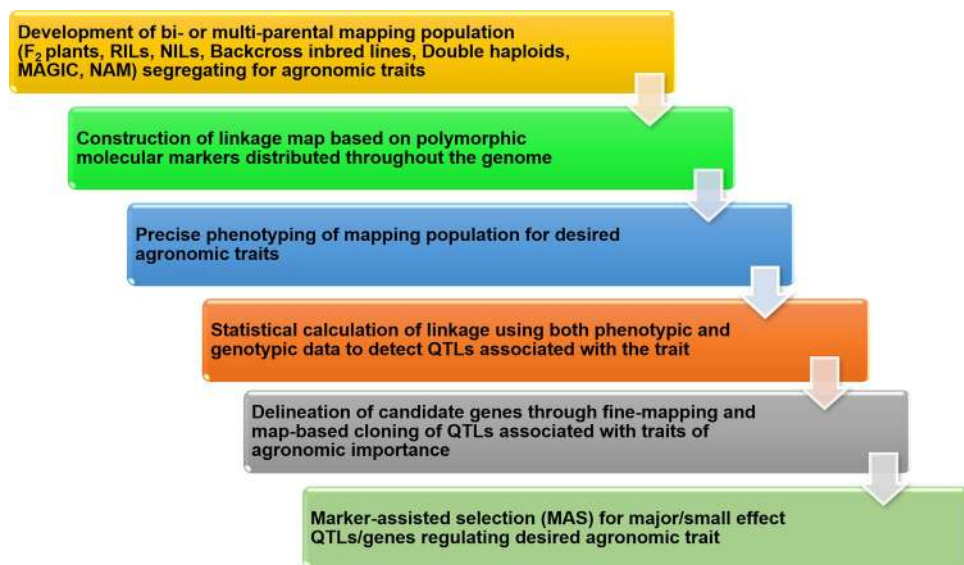 Development of bi- or multi-parental mapping population
(F₂ plants, RILs, NILs, Backcross inbred lines, Double haploids,
MAGIC, NAM) segregating for agronomic traits
Construction of linkage map based on polymorphic
molecular markers distributed throughout the genome
Precise phenotyping of mapping population for desired
agronomic traits
Statistical calculation of linkage using both phenotypic and
genotypic data to detect QTLs associated with the trait
Delineation of candidate genes through fine-mapping and
map-based cloning of QTLs associated with traits of
agronomic importance
Marker-assisted selection (MAS) for major/small effect
QTLs/genes regulating desired agronomic trait